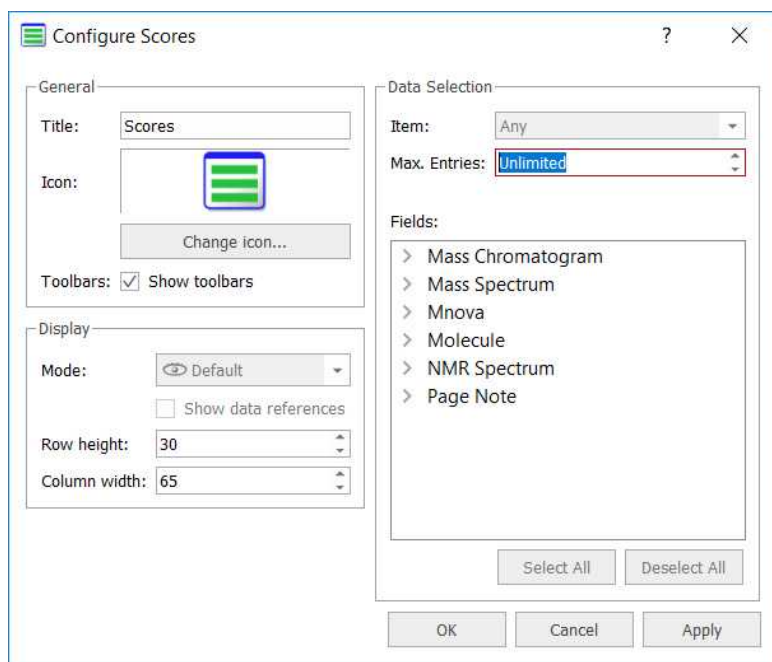 Configure Scores
General
Title: Scores
Icon:
Change icon...
Toolbars: Show toolbars
Display
Mode: Default
Show data references
Row height: 30
Column width: 65
Data Selection
Item: Any
Max. Entries: Unlimited
Fields:
Mass Chromatogram
Mass Spectrum
Mnova
Molecule
NMR Spectrum
Page Note
Select All Deselect All
OK Cancel Apply